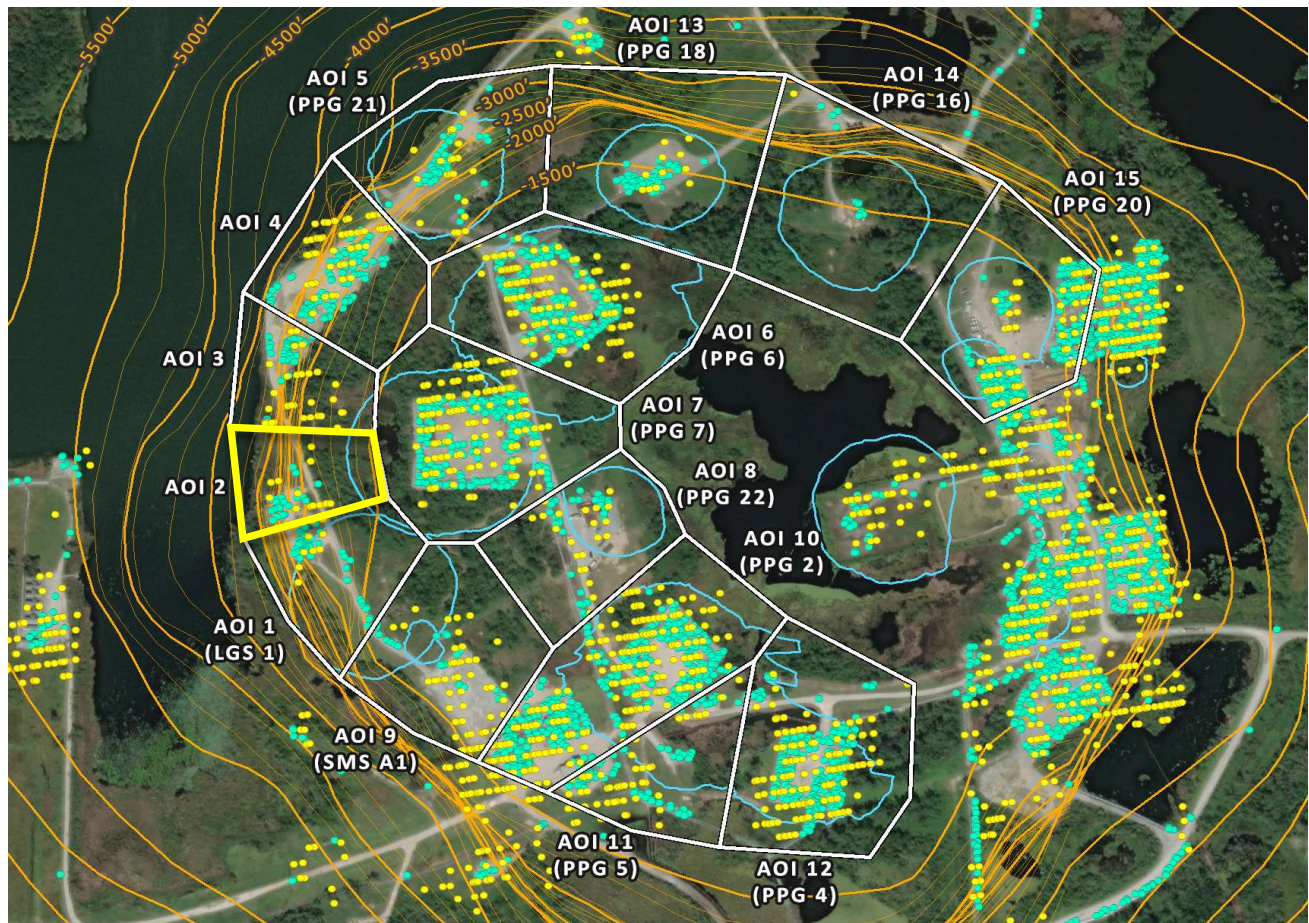 -5500'
-5000'
-4500'
-4000'
-3500'
-3000'
-2500'
-2000'
-1500'
AOI 13
(PPG 18)
AOI 5
(PPG 21)
AOI 14
(PPG 16)
AOI 15
(PPG 20)
AOI 4
AOI 3
AOI 6
(PPG 6)
AOI 7
(PPG 7)
AOI 2
AOI 8
(PPG 22)
AOI 10
(PPG 2)
AOI 1
(LGS 1)
AOI 9
(SMS A1)
AOI 11
(PPG 5)
AOI 12
(PPG 4)